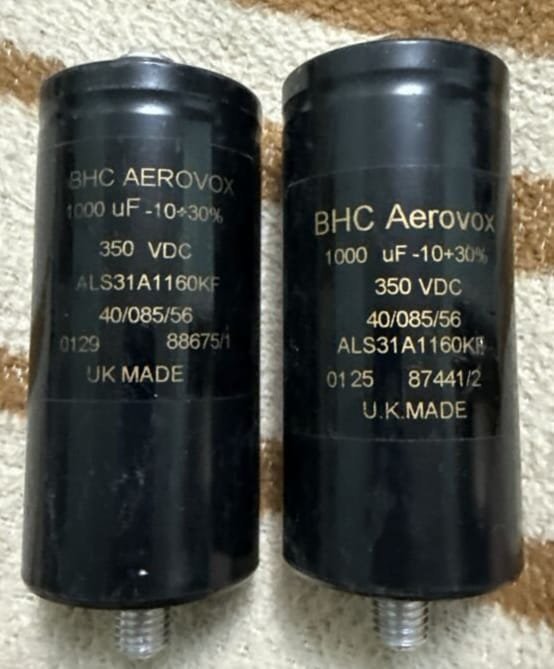 BHC AEROVOX
1000 uF -10+30%
350 VDC
ALS31A1160KF
40/085/56
0129 88675/1
UK MADE
BHC Aerovox
1000 uF -10+30%
350 VDC
40/085/56
ALS31A1160KF
0125 87441/2
U.K.MADE